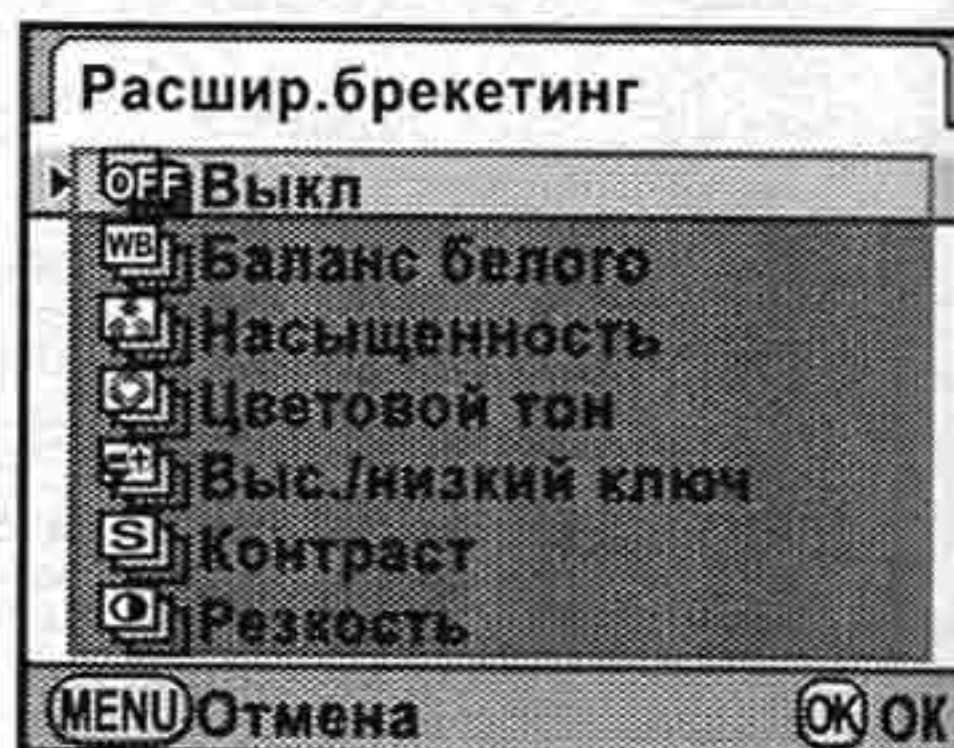 Расшир.брекетинг
OFF Выкл
WB Баланс белого
Насыщенность
Цветовой тон
Выс./низкий ключ
S Контраст
Резкость
MENU Отмена OK OK